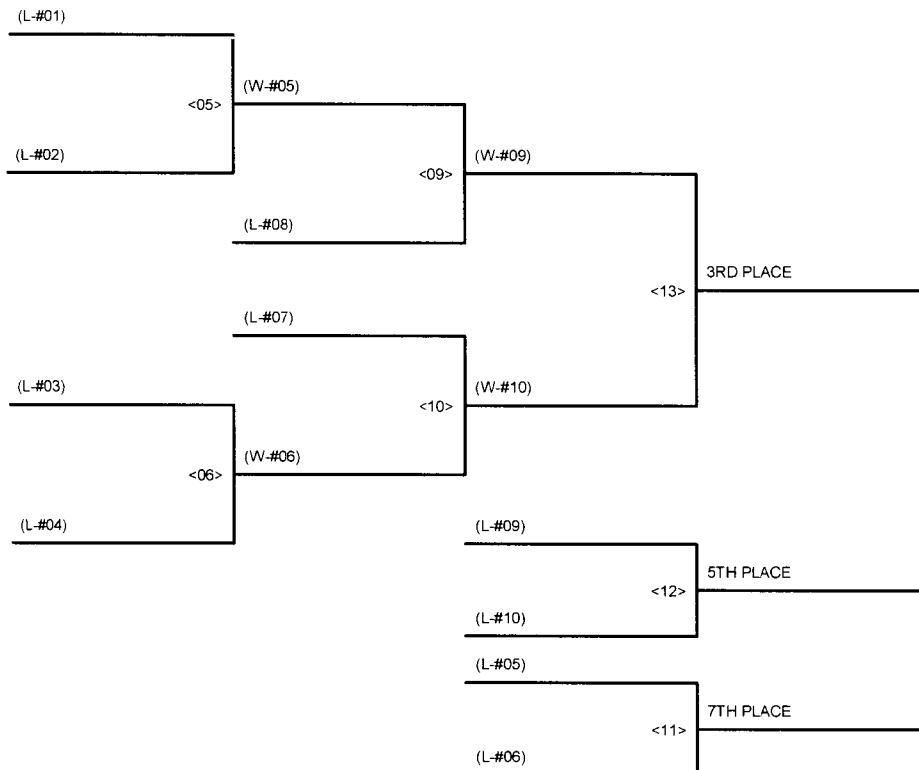 (L-#01)
(W-#05)
<05>
(L-#02)
(W-#09)
<09>
(L-#08)
3RD PLACE
<13>
(L-#07)
(L-#03)
(W-#10)
<10>
(W-#06)
<06>
(L-#04)
(L-#09)
5TH PLACE
<12>
(L-#10)
(L-#05)
7TH PLACE
<11>
(L-#06)